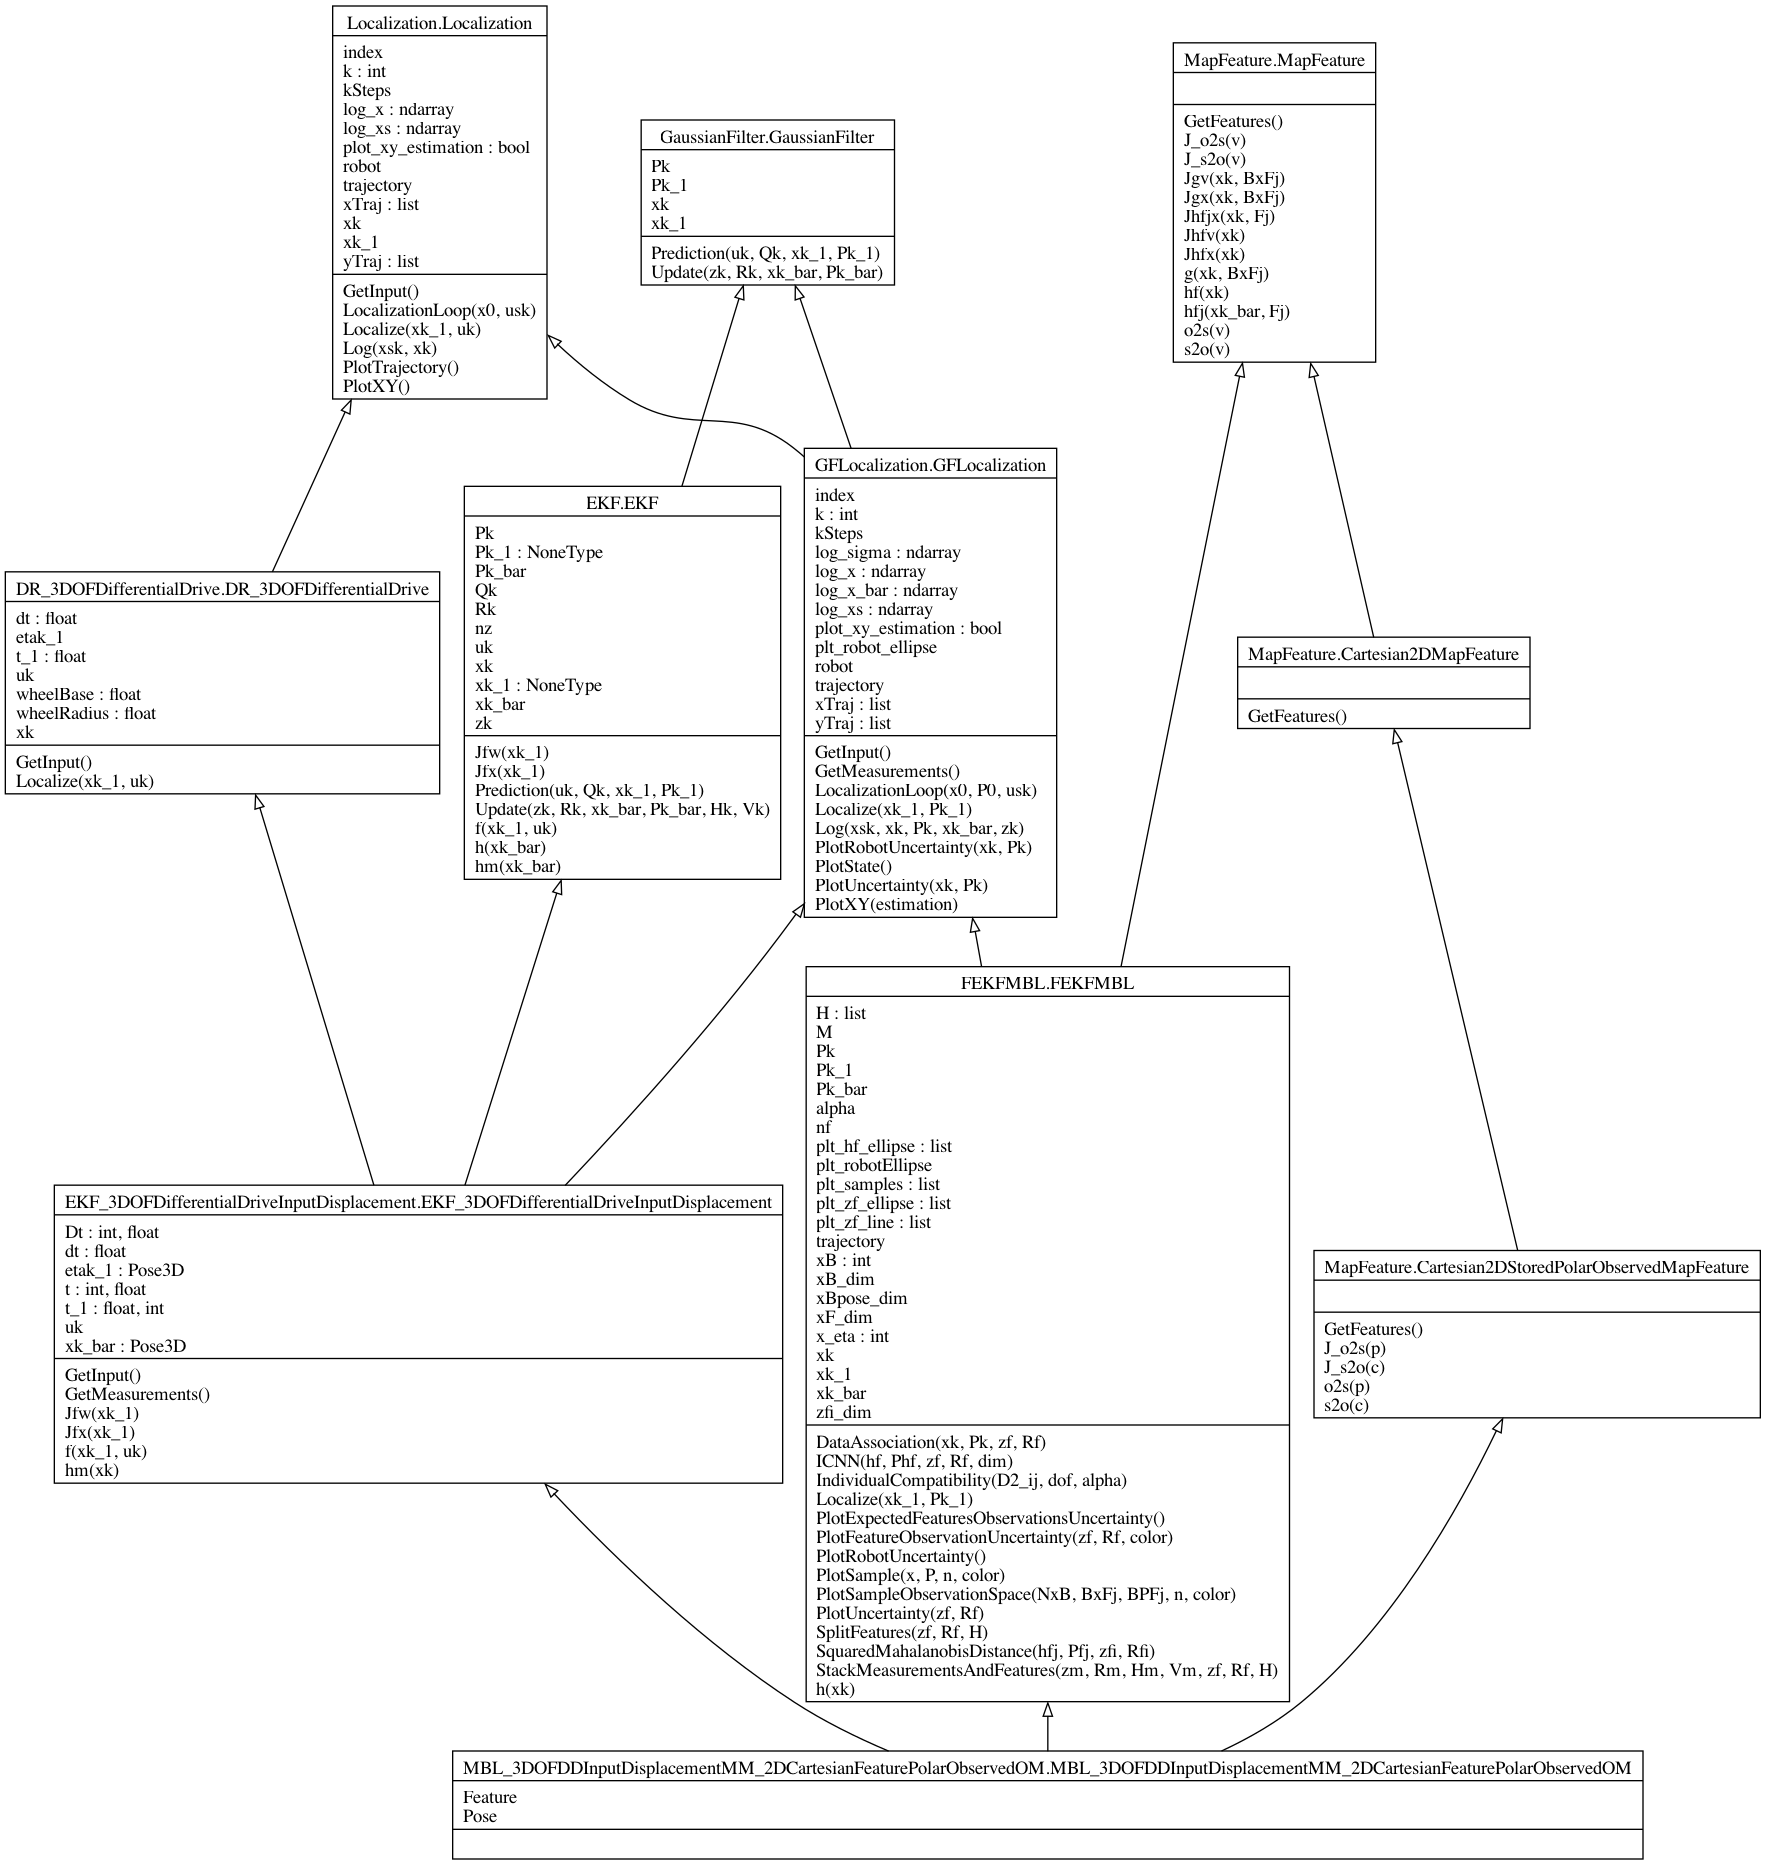 Localization.Localization
index
k : int
kSteps
log_x : ndarray
log_xs : ndarray
plot_xy_estimation : bool
robot
trajectory
xTraj : list
xk
xk_1
yTraj : list
GetInput()
LocalizationLoop(x0, usk)
Localize(xk_1, uk)
Log(xsk, xk)
PlotTrajectory()
PlotXY()
GaussianFilter.GaussianFilter
Pk
Pk_1
xk
xk_1
Prediction(uk, Qk, xk_1, Pk_1)
Update(zk, Rk, xk_bar, Pk_bar)
MapFeature.MapFeature
GetFeatures()
J_o2s(v)
J_s2o(v)
Jgv(xk, BxFj)
Jgx(xk, BxFj)
Jhfjx(xk, Fj)
Jhfv(xk)
Jhfx(xk)
g(xk, BxFj)
hf(xk)
hfj(xk_bar, Fj)
o2s(v)
s2o(v)
DR_3DOFDifferentialDrive.DR_3DOFDifferentialDrive
dt : float
etak_1
t_1 : float
uk
wheelBase : float
wheelRadius : float
xk
GetInput()
Localize(xk_1, uk)
EKF.EKF
Pk
Pk_1 : NoneType
Pk_bar
Qk
Rk
nz
uk
xk
xk_1 : NoneType
xk_bar
zk
Jfw(xk_1)
Jfx(xk_1)
Prediction(uk, Qk, xk_1, Pk_1)
Update(zk, Rk, xk_bar, Pk_bar, Hk, Vk)
f(xk_1, uk)
h(xk_bar)
hm(xk_bar)
GFLocalization.GFLocalization
index
k : int
kSteps
log_sigma : ndarray
log_x : ndarray
log_x_bar : ndarray
log_xs : ndarray
plot_xy_estimation : bool
plt_robot_ellipse
robot
trajectory
xTraj : list
yTraj : list
GetInput()
GetMeasurements()
LocalizationLoop(x0, P0, usk)
Localize(xk_1, Pk_1)
Log(xsk, xk, Pk, xk_bar, zk)
PlotRobotUncertainty(xk, Pk)
PlotState()
PlotUncertainty(xk, Pk)
PlotXY(estimation)
MapFeature.Cartesian2DMapFeature
GetFeatures()
EKF_3DOFDifferentialDriveInputDisplacement.EKF_3DOFDifferentialDriveInputDisplacement
Dt : int, float
dt : float
etak_1 : Pose3D
t : int, float
t_1 : float, int
uk
xk_bar : Pose3D
GetInput()
GetMeasurements()
Jfw(xk_1)
Jfx(xk_1)
f(xk_1, uk)
hm(xk)
FEKFMBL.FEKFMBL
H : list
M
Pk
Pk_1
Pk_bar
alpha
nf
plt_hf_ellipse : list
plt_robotEllipse
plt_samples : list
plt_zf_ellipse : list
plt_zf_line : list
trajectory
xB : int
xB_dim
xBpose_dim
xF_dim
x_eta : int
xk
xk_1
xk_bar
zfi_dim
DataAssociation(xk, Pk, zf, Rf)
ICNN(hf, Phf, zf, Rf, dim)
IndividualCompatibility(D2_ij, dof, alpha)
Localize(xk_1, Pk_1)
PlotExpectedFeaturesObservationsUncertainty()
PlotFeatureObservationUncertainty(zf, Rf, color)
PlotRobotUncertainty()
PlotSample(x, P, n, color)
PlotSampleObservationSpace(NxB, BxFj, BPFj, n, color)
PlotUncertainty(zf, Rf)
SplitFeatures(zf, Rf, H)
SquaredMahalanobisDistance(hfj, Pfj, zfi, Rfi)
StackMeasurementsAndFeatures(zm, Rm, Hm, Vm, zf, Rf, H)
h(xk)
MapFeature.Cartesian2DStoredPolarObservedMapFeature
GetFeatures()
J_o2s(p)
J_s2o(c)
o2s(p)
s2o(c)
MBL_3DOFDDInputDisplacementMM_2DCartesianFeaturePolarObservedOM.MBL_3DOFDDInputDisplacementMM_2DCartesianFeaturePolarObservedOM
Feature
Pose